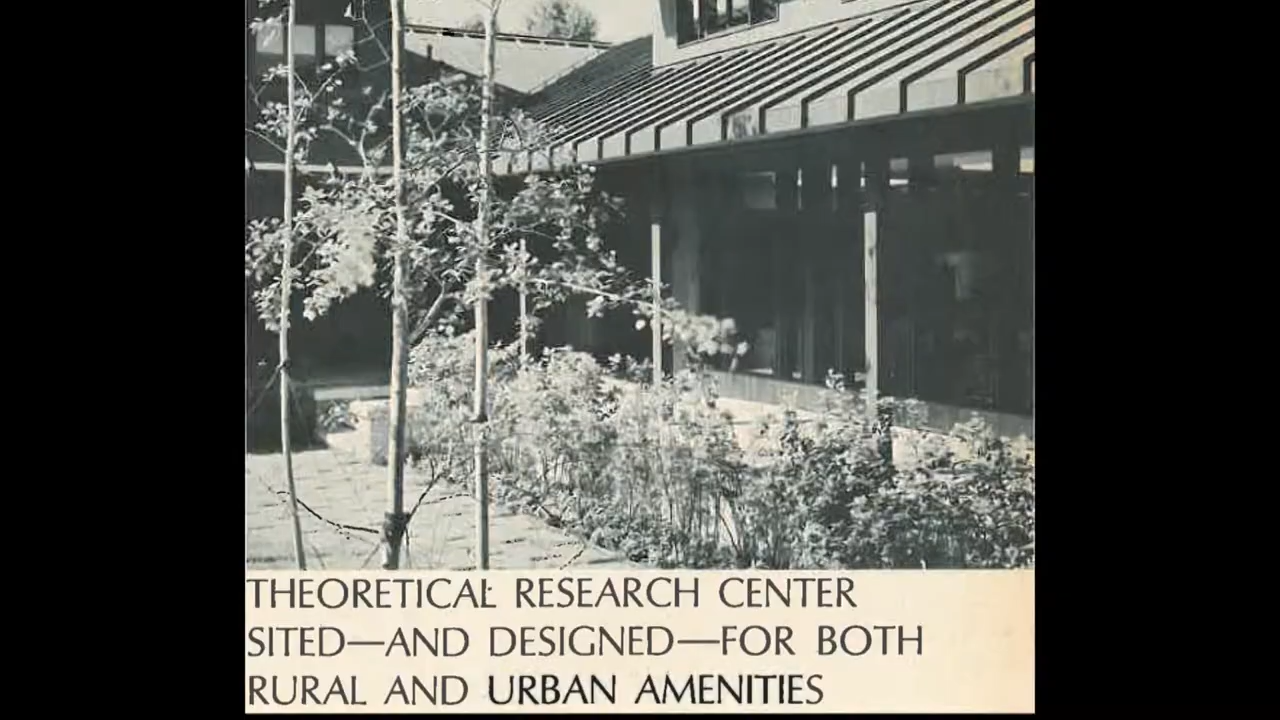 THEORETICAL RESEARCH CENTER
SITED—AND DESIGNED—FOR BOTH
RURAL AND URBAN AMENITIES